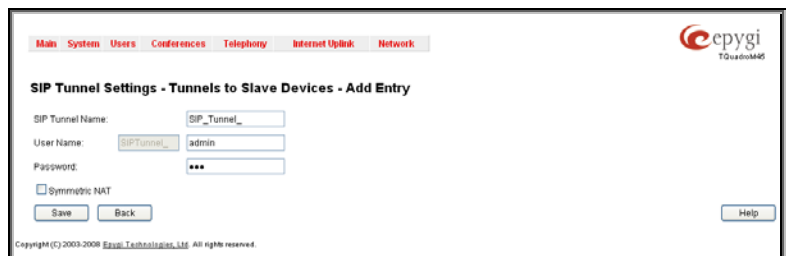 Main System Users Conferences Telephony Internet Uplink Network
epygi
TQuadroM45
SIP Tunnel Settings - Tunnels to Slave Devices - Add Entry
SIP Tunnel Name: SIP_Tunnel_
User Name: SIPTunnel_ admin
Password: •••
Symmetric NAT
Save Back Help
Copyright (C) 2003-2008 Epygi Technologies, Ltd. All rights reserved.